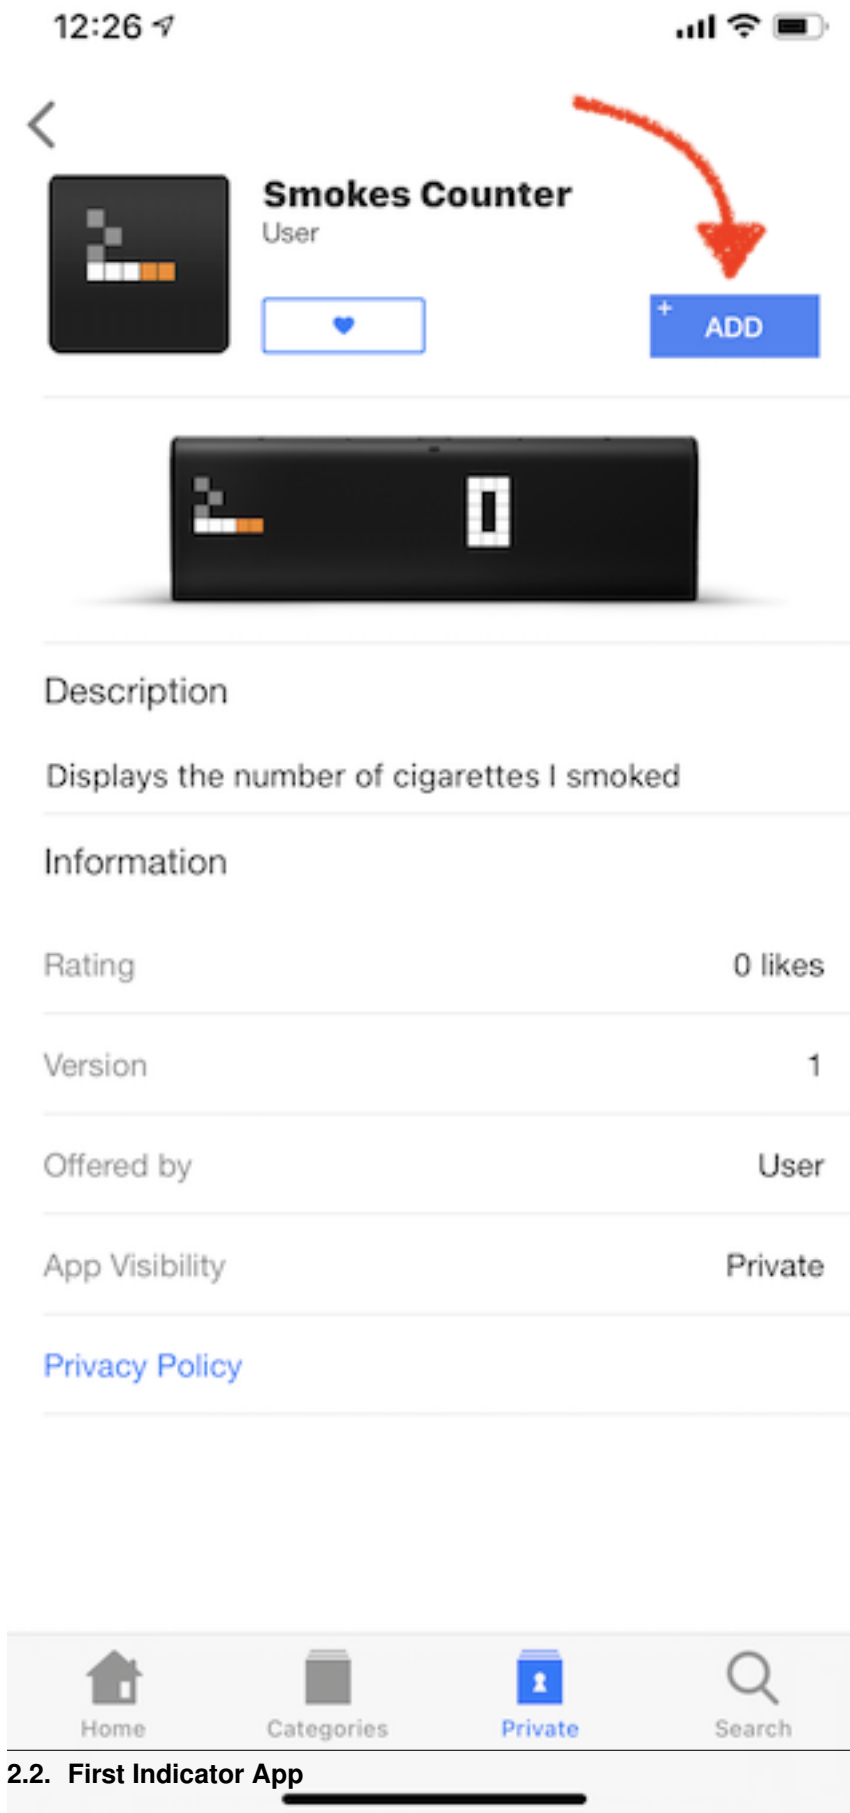 12:26
Smokes Counter
User
+ ADD
0
Description
Displays the number of cigarettes I smoked
Information
Rating 0 likes
Version 1
Offered by User
App Visibility Private
Privacy Policy
Home Categories Private Search
2.2. First Indicator App